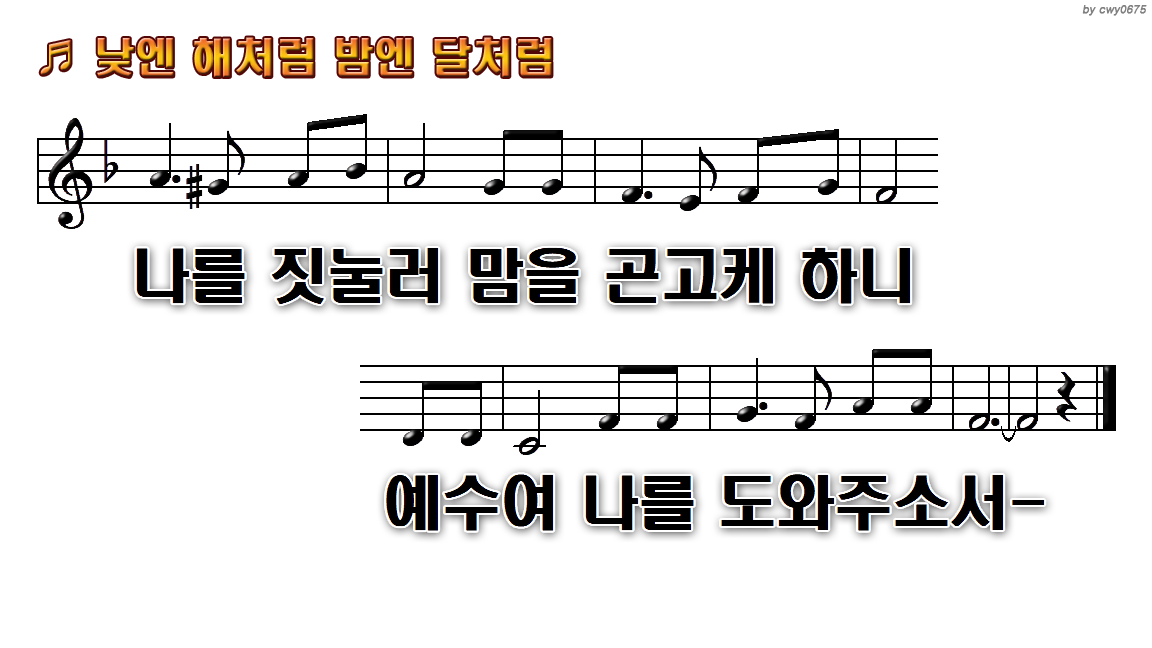 by cwy0675
♬ 낮엔 해처럼 밤엔 달처럼
나를 짓눌러 맘을 곤고케 하니
예수여 나를 도와주소서-